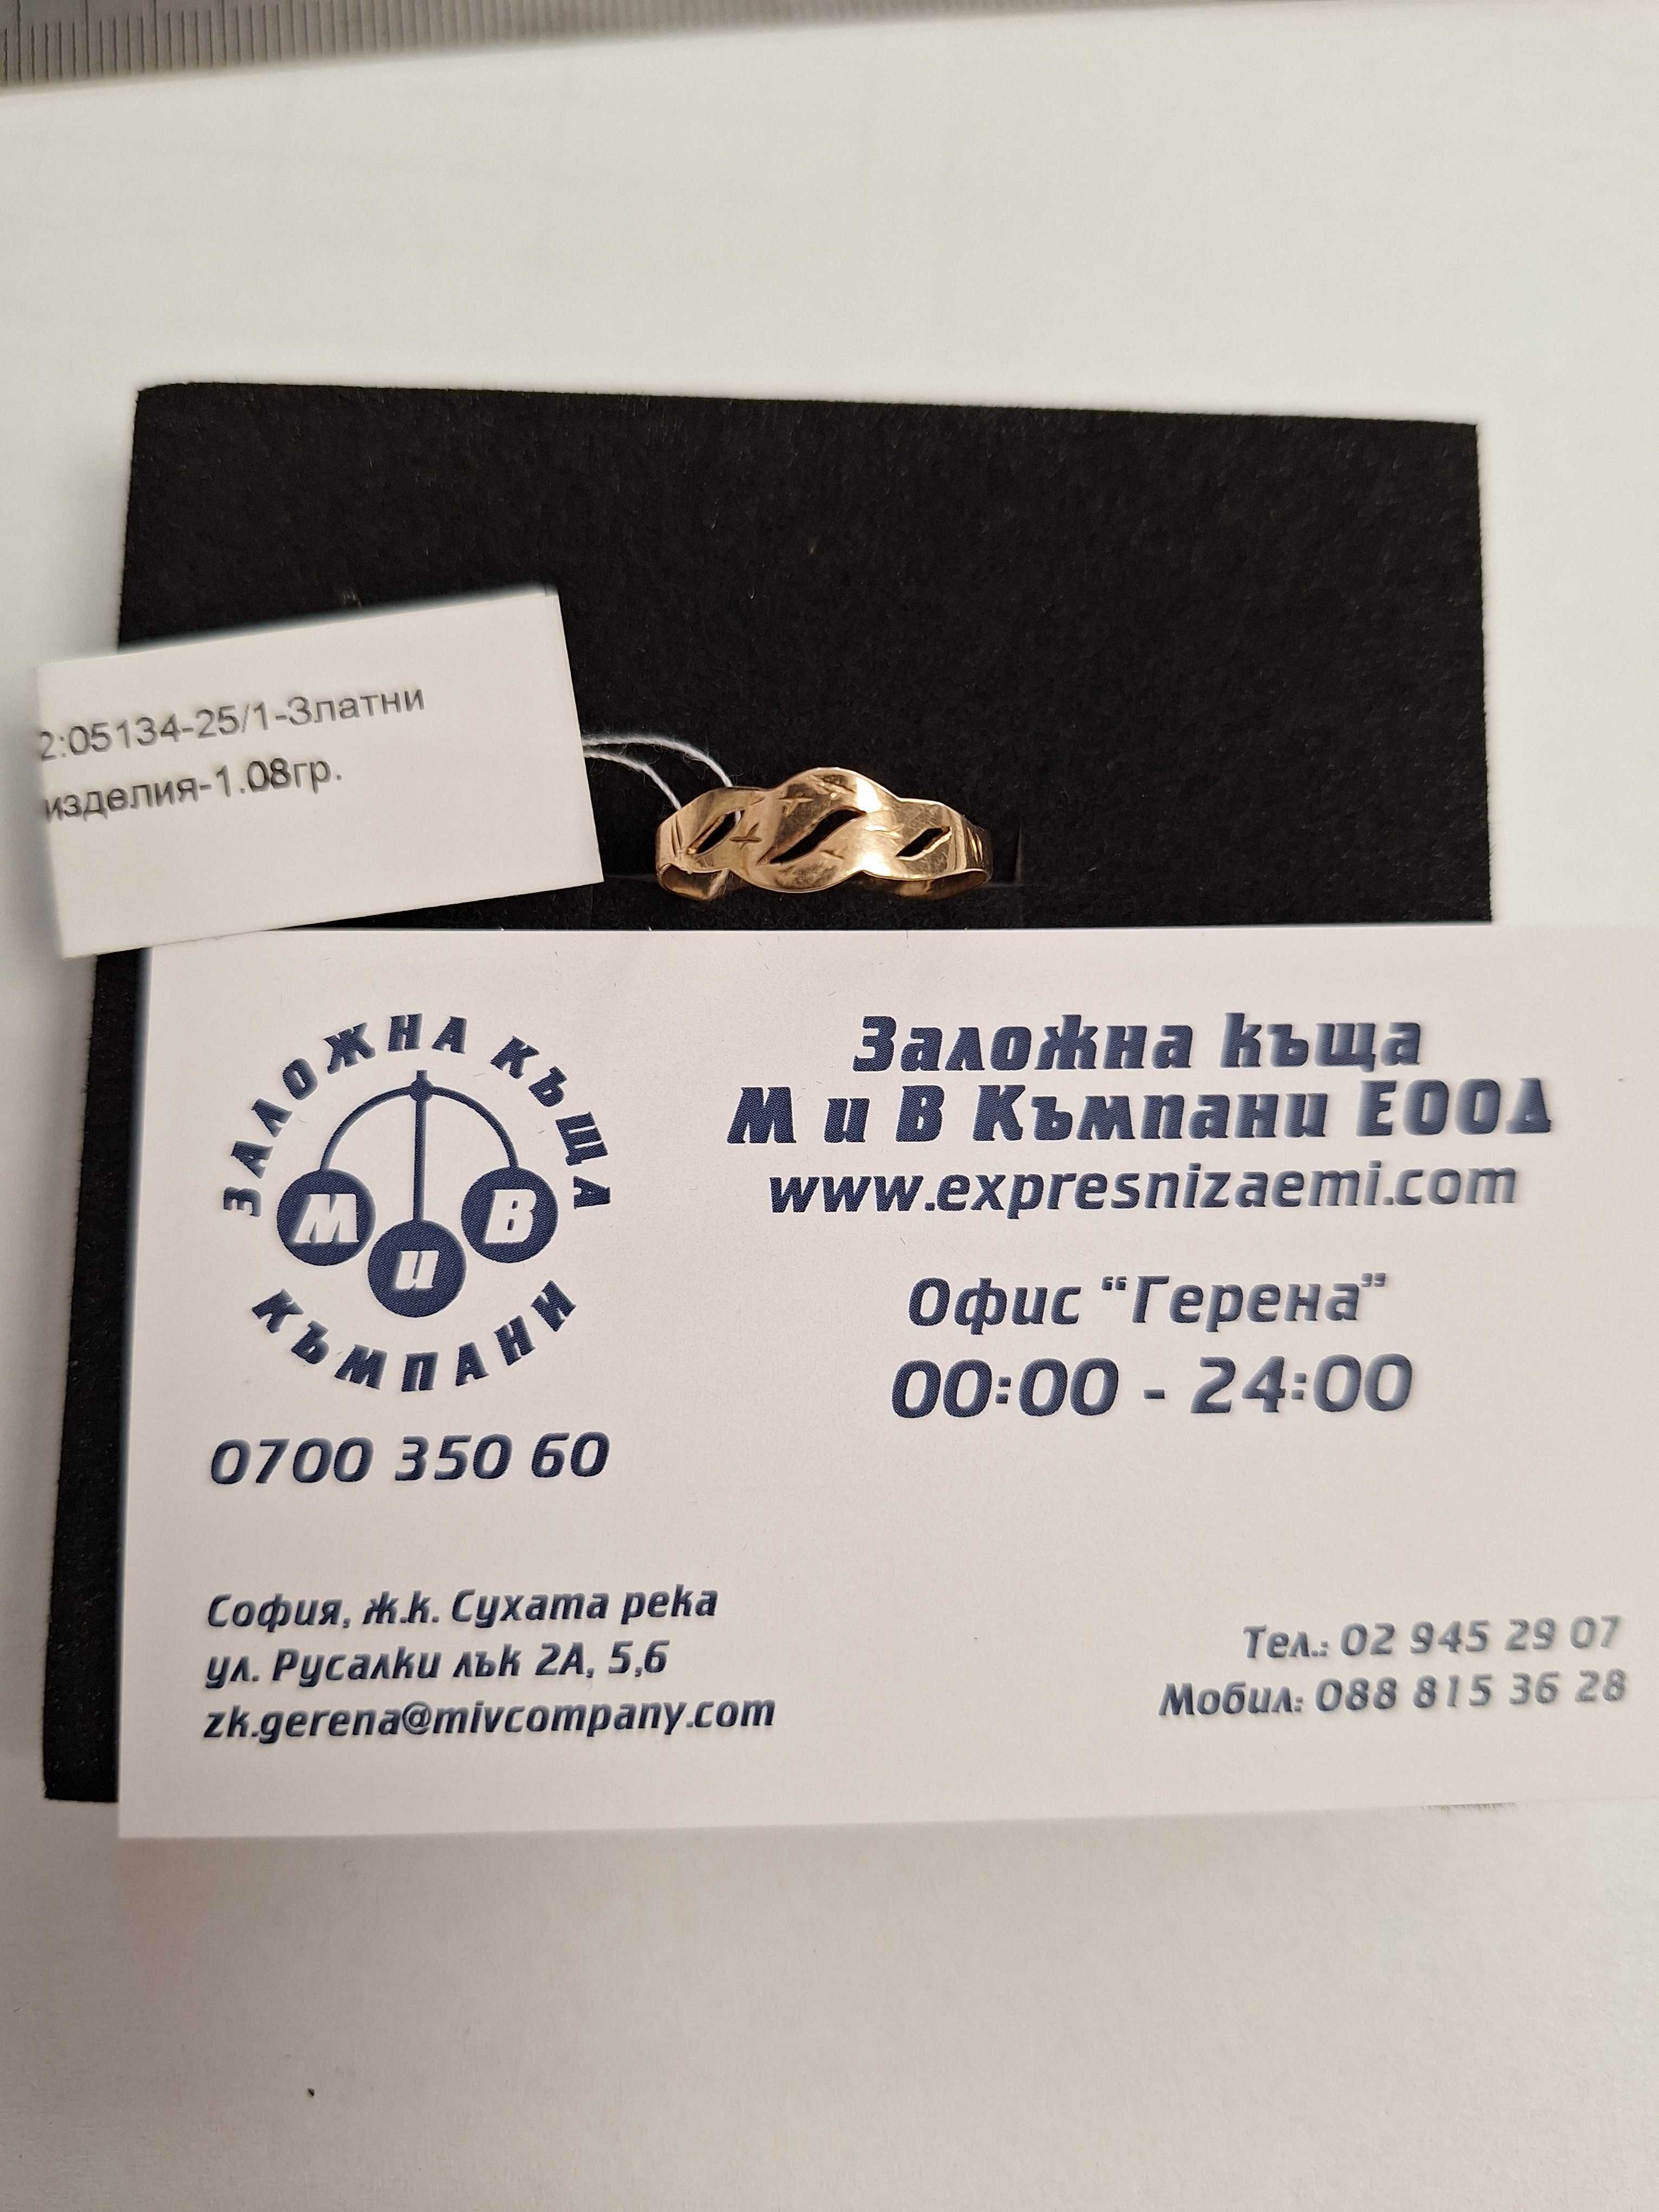 2:05134-25/1-Златни
изделия-1.08гр.
ЗАЛОЖНА КЪЩА
М и В
КЪМПАНИ
0700 350 60
Заложна къща
М и В Къмпани ЕООД
www.expresnizaemi.com
Офис “Герена”
00:00 - 24:00
София, ж.к. Сухата река
ул. Русалки лък 2А, 5,6
zk.gerena@mivcompany.com
Тел.: 02 945 29 07
Мобил: 088 815 36 28